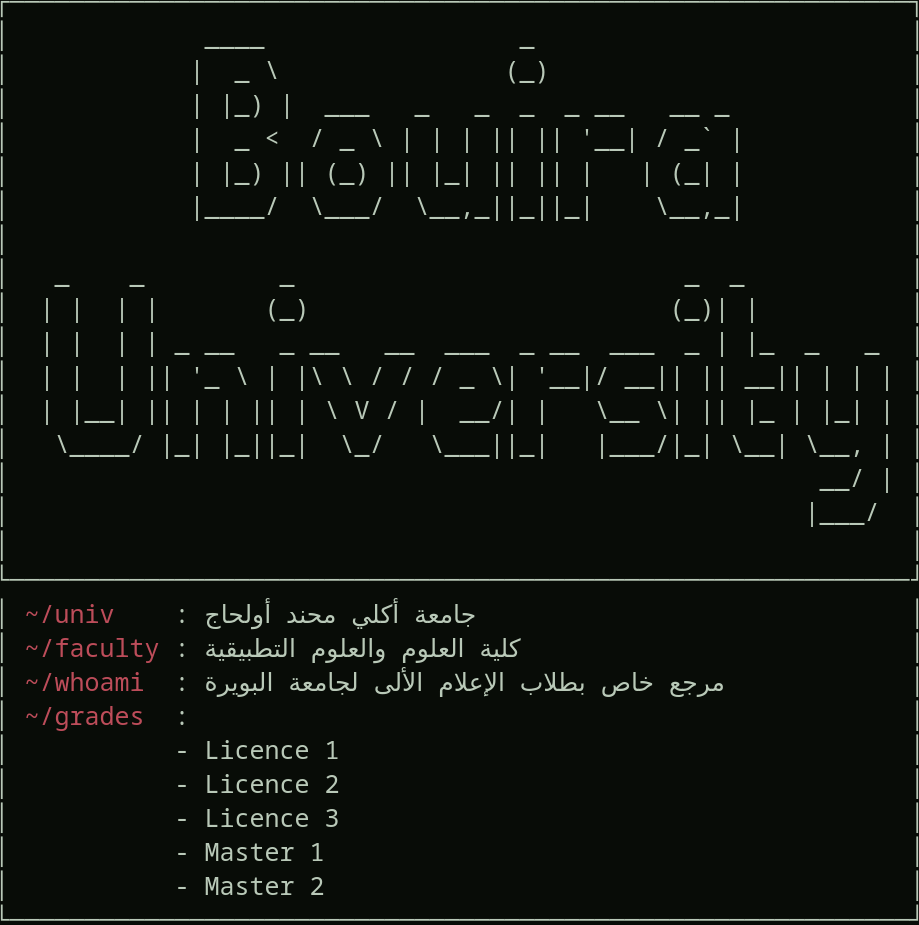 Bouira
University
~/univ : جامعة أكلي محند أولحاج
~/faculty : كلية العلوم والعلوم التطبيقية
~/whoami : مرجع خاص بطلاب الإعلام الألى لجامعة البويرة
~/grades :
- Licence 1
- Licence 2
- Licence 3
- Master 1
- Master 2